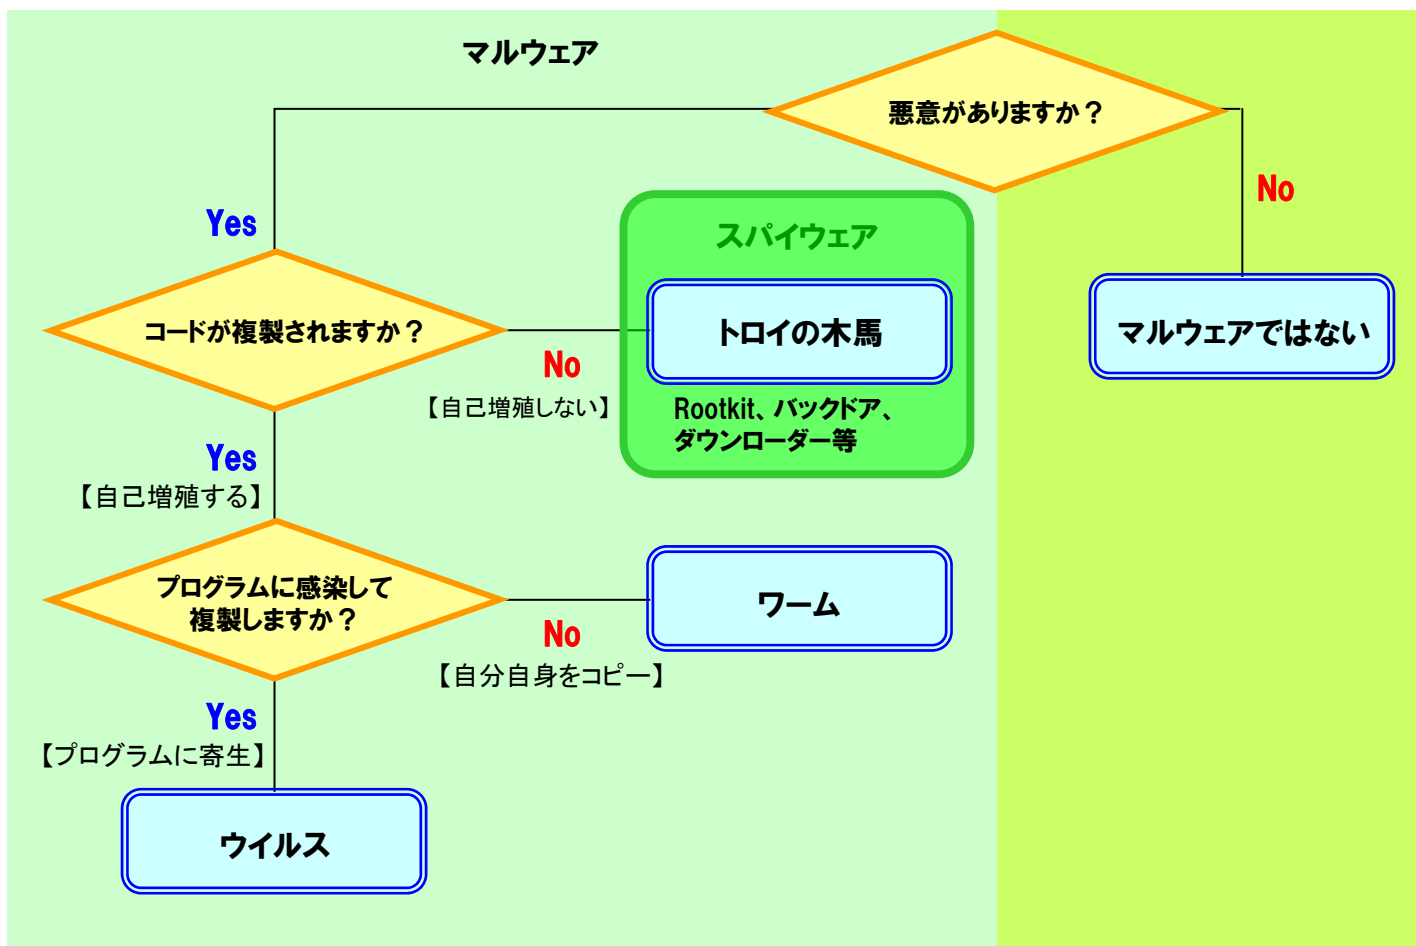 マルウェア
悪意がありますか？
Yes
No
スパイウェア
コードが複製されますか？
No
【自己増殖しない】
トロイの木馬
マルウェアではない
Rootkit、バックドア、
ダウンローダー等
Yes
【自己増殖する】
プログラムに感染して
複製しますか？
No
【自分自身をコピー】
ワーム
Yes
【プログラムに寄生】
ウイルス